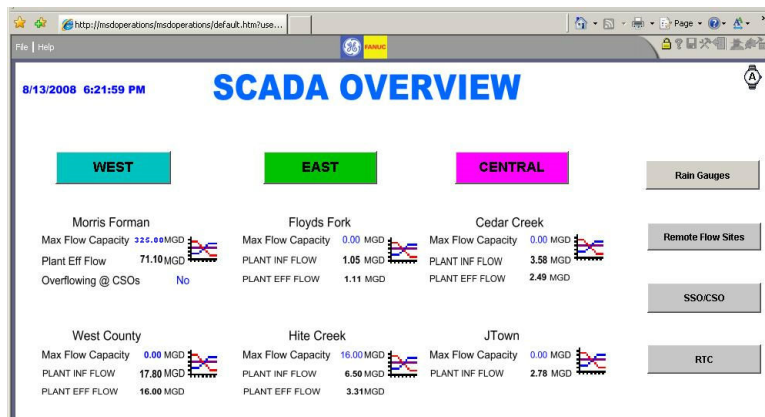 http://msdoperations/msdoperations/default.htm?use...
Page
File | Help
FANUC
8/13/2008 6:21:59 PM
SCADA OVERVIEW
A
WEST
EAST
CENTRAL
Rain Gauges
Remote Flow Sites
SSO/CSO
RTC
Morris Forman
Max Flow Capacity 325.00 MGD
Plant Eff Flow 71.10 MGD
Overflowing @ CSOs No
Floyds Fork
Max Flow Capacity 0.00 MGD
PLANT INF FLOW 1.05 MGD
PLANT EFF FLOW 1.11 MGD
Cedar Creek
Max Flow Capacity 0.00 MGD
PLANT INF FLOW 3.58 MGD
PLANT EFF FLOW 2.49 MGD
West County
Max Flow Capacity 0.00 MGD
PLANT INF FLOW 17.80 MGD
PLANT EFF FLOW 16.00 MGD
Hite Creek
Max Flow Capacity 16.00 MGD
PLANT INF FLOW 6.50 MGD
PLANT EFF FLOW 3.31 MGD
JTown
Max Flow Capacity 0.00 MGD
PLANT INF FLOW 2.78 MGD